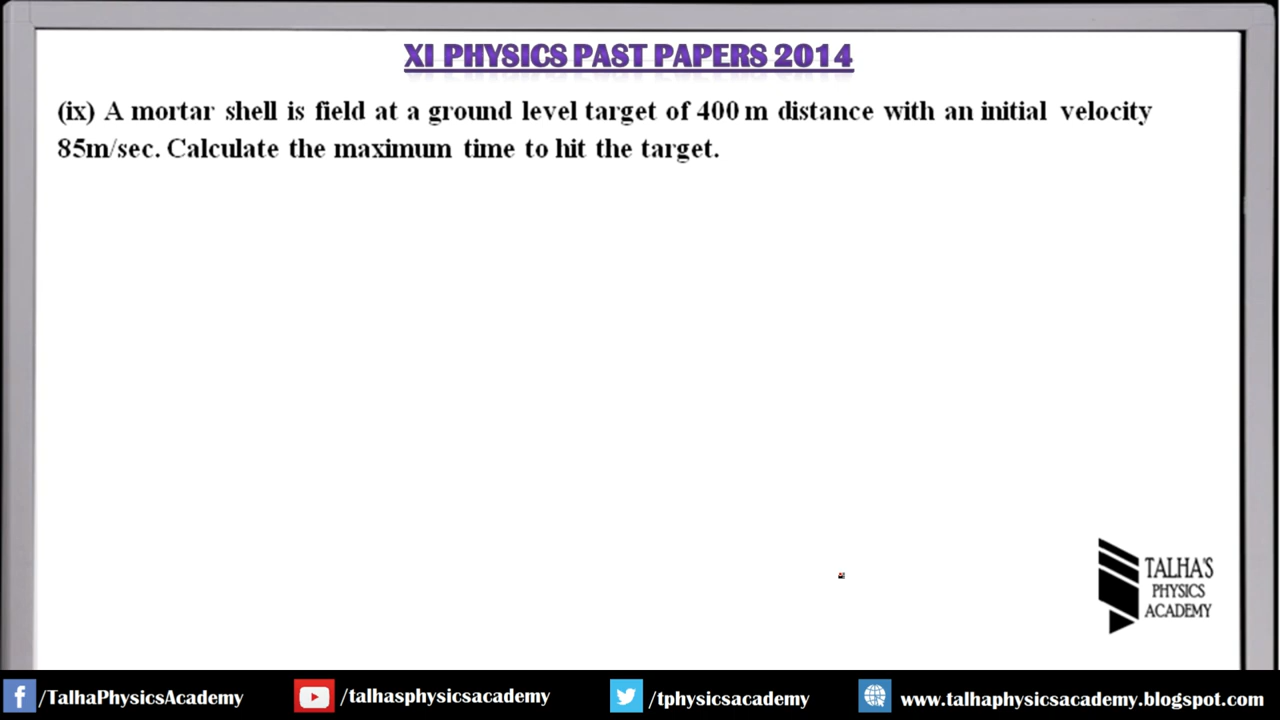 XI PHYSICS PAST PAPERS 2014
(ix) A mortar shell is field at a ground level target of 400 m distance with an initial velocity
85m/sec. Calculate the maximum time to hit the target.
TALHA'S
PHYSICS
ACADEMY
/TalhaPhysicsAcademy /talhasphysicsacademy /tphysicsacademy www.talhaphysicsacademy.blogspot.com